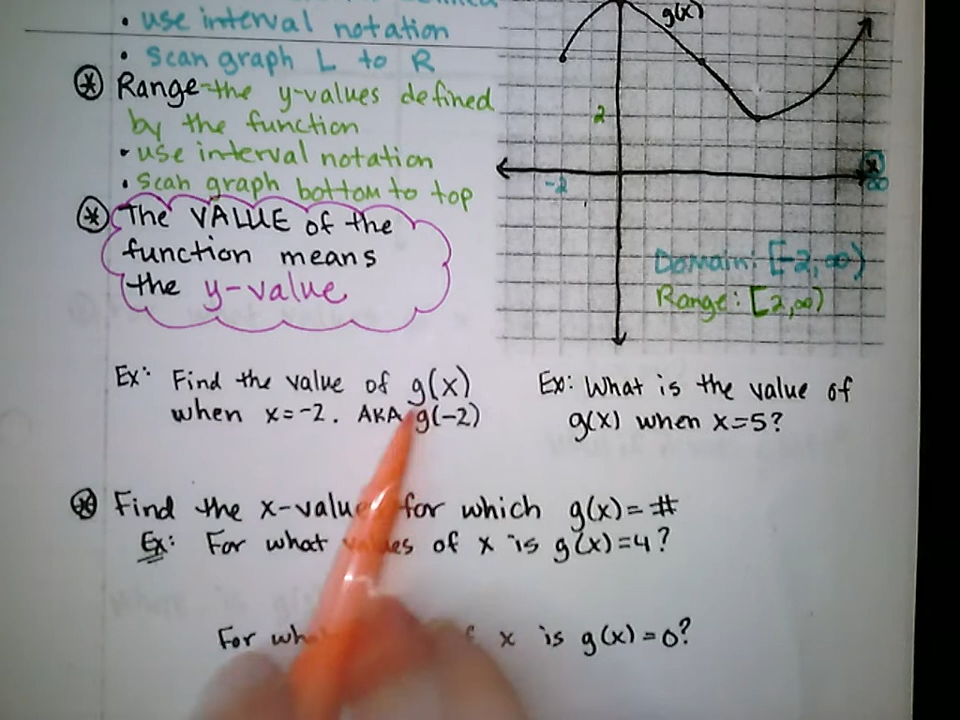 • use interval notation
• scan graph L to R
* Range - the y-values defined
by the function
• use interval notation
• scan graph bottom to top
* The VALUE of the
function means
the y-value
g(x)
2
-2
x
∞
Domain: [-2, ∞)
Range: [2, ∞)
Ex: Find the value of g(x)
when x = -2. AKA g(-2)
Ex: What is the value of
g(x) when x = 5?
* Find the x-value for which g(x) = #
Ex: For what values of x is g(x) = 4?
For x is g(x) = 0?